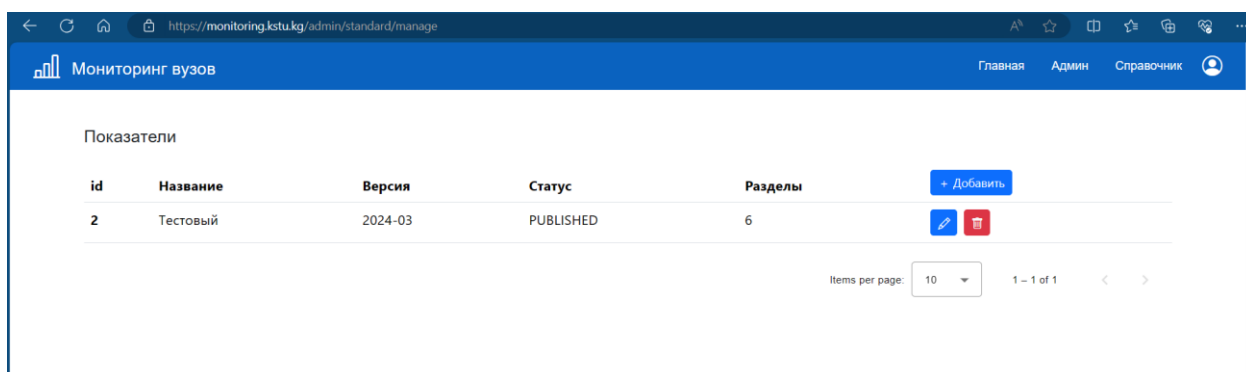 https://monitoring.kstu.kg/admin/standard/manage
Мониторинг вузов Главная Админ Справочник
Показатели
id Название Версия Статус Разделы + Добавить
2 Тестовый 2024-03 PUBLISHED 6
Items per page: 10 1 – 1 of 1